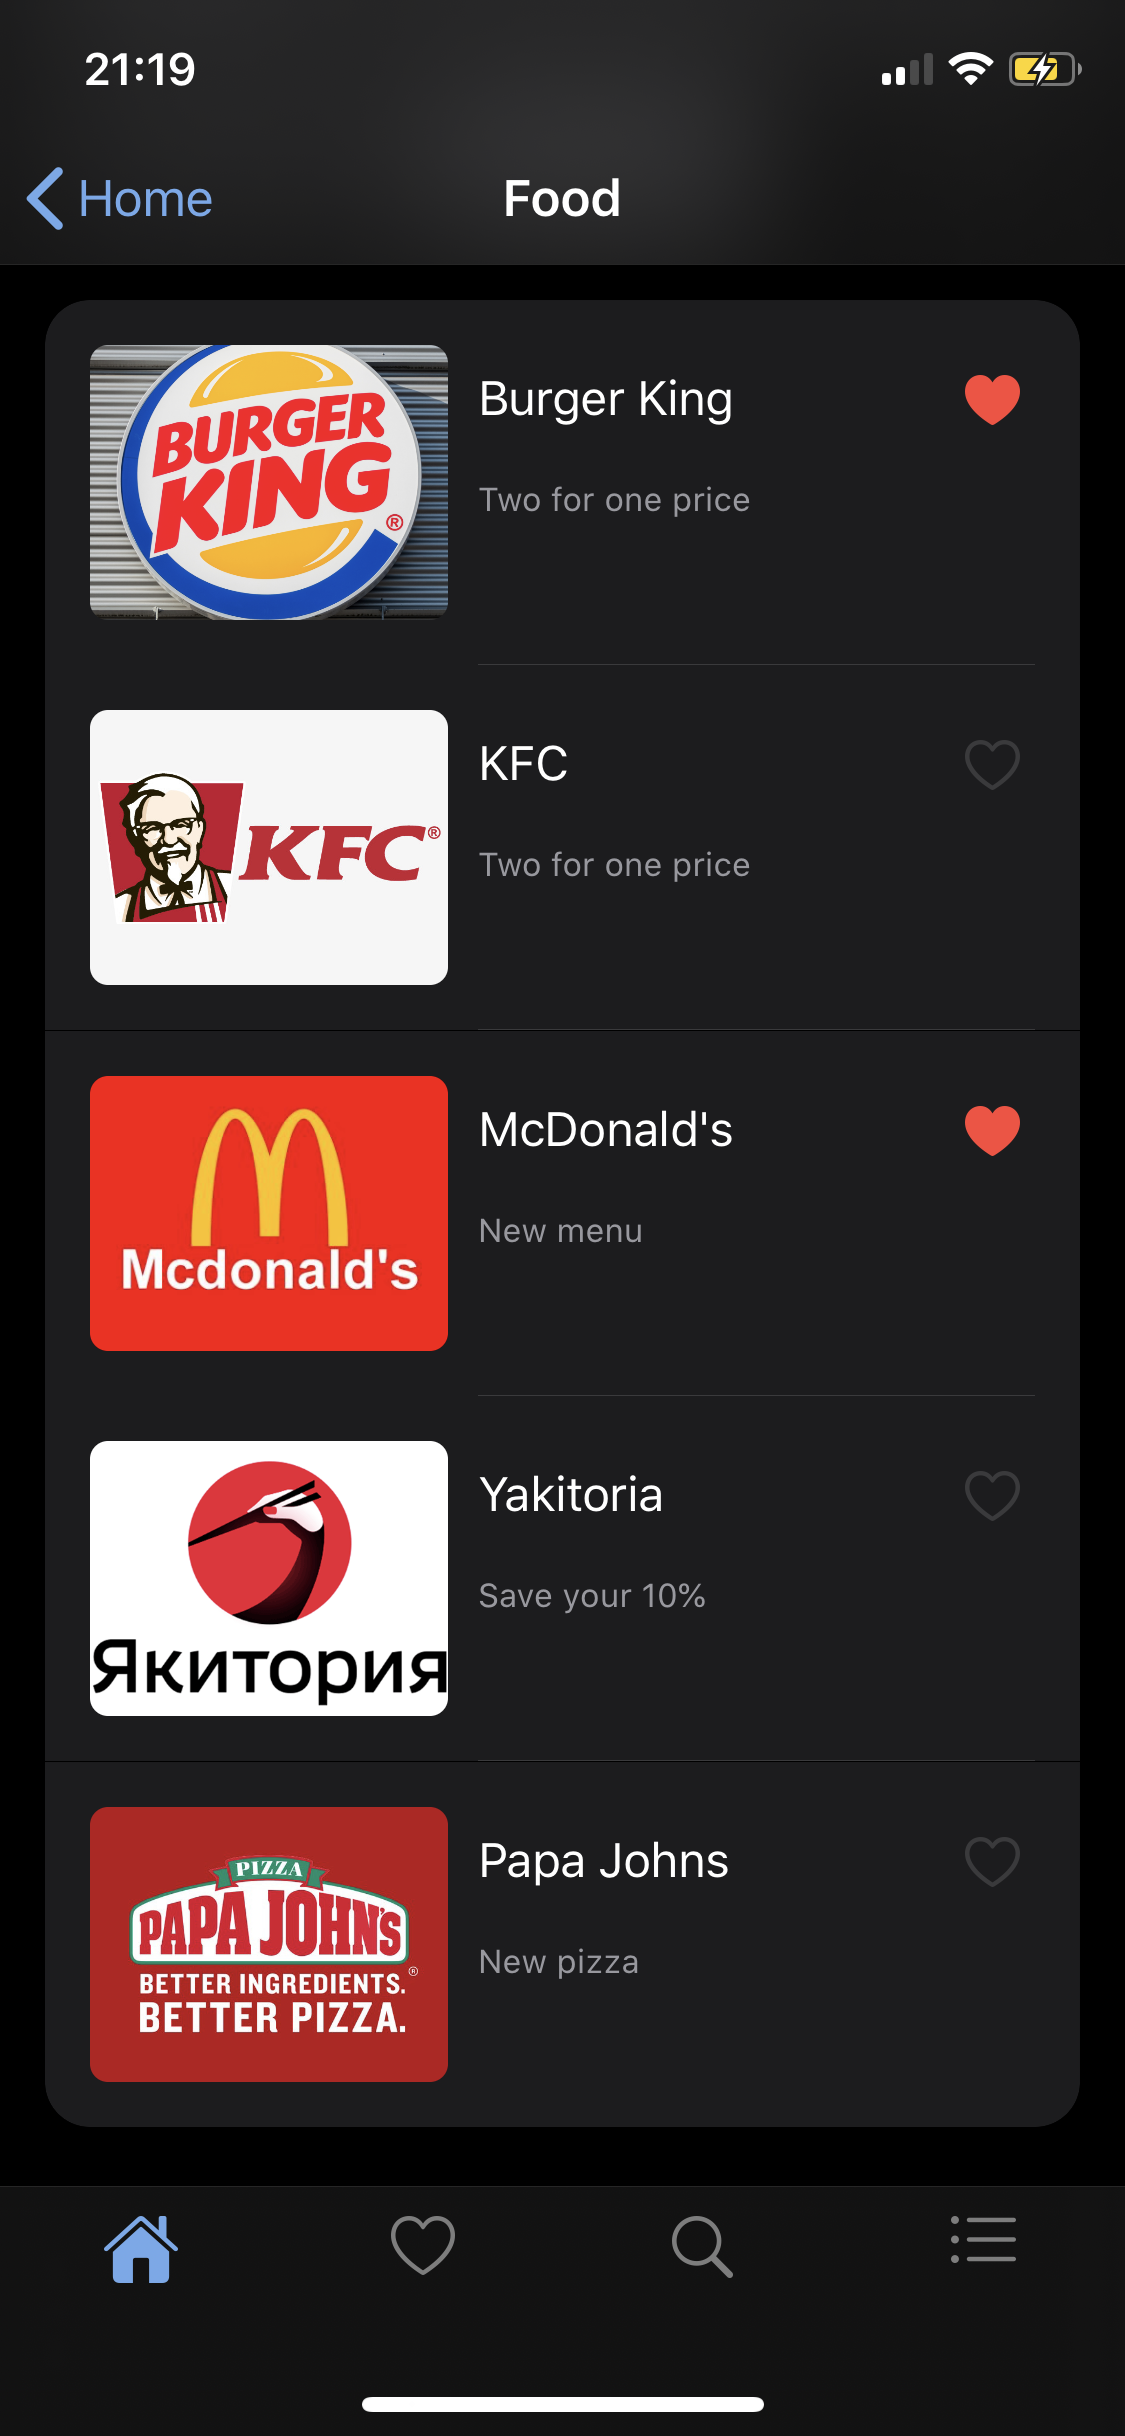 21:19
Home
Food
BURGER
KING
®
Burger King
Two for one price
KFC®
KFC
Two for one price
Mcdonald's
McDonald's
New menu
Якитория
Yakitoria
Save your 10%
PIZZA
PAPA JOHN'S
BETTER INGREDIENTS.®
BETTER PIZZA.
Papa Johns
New pizza